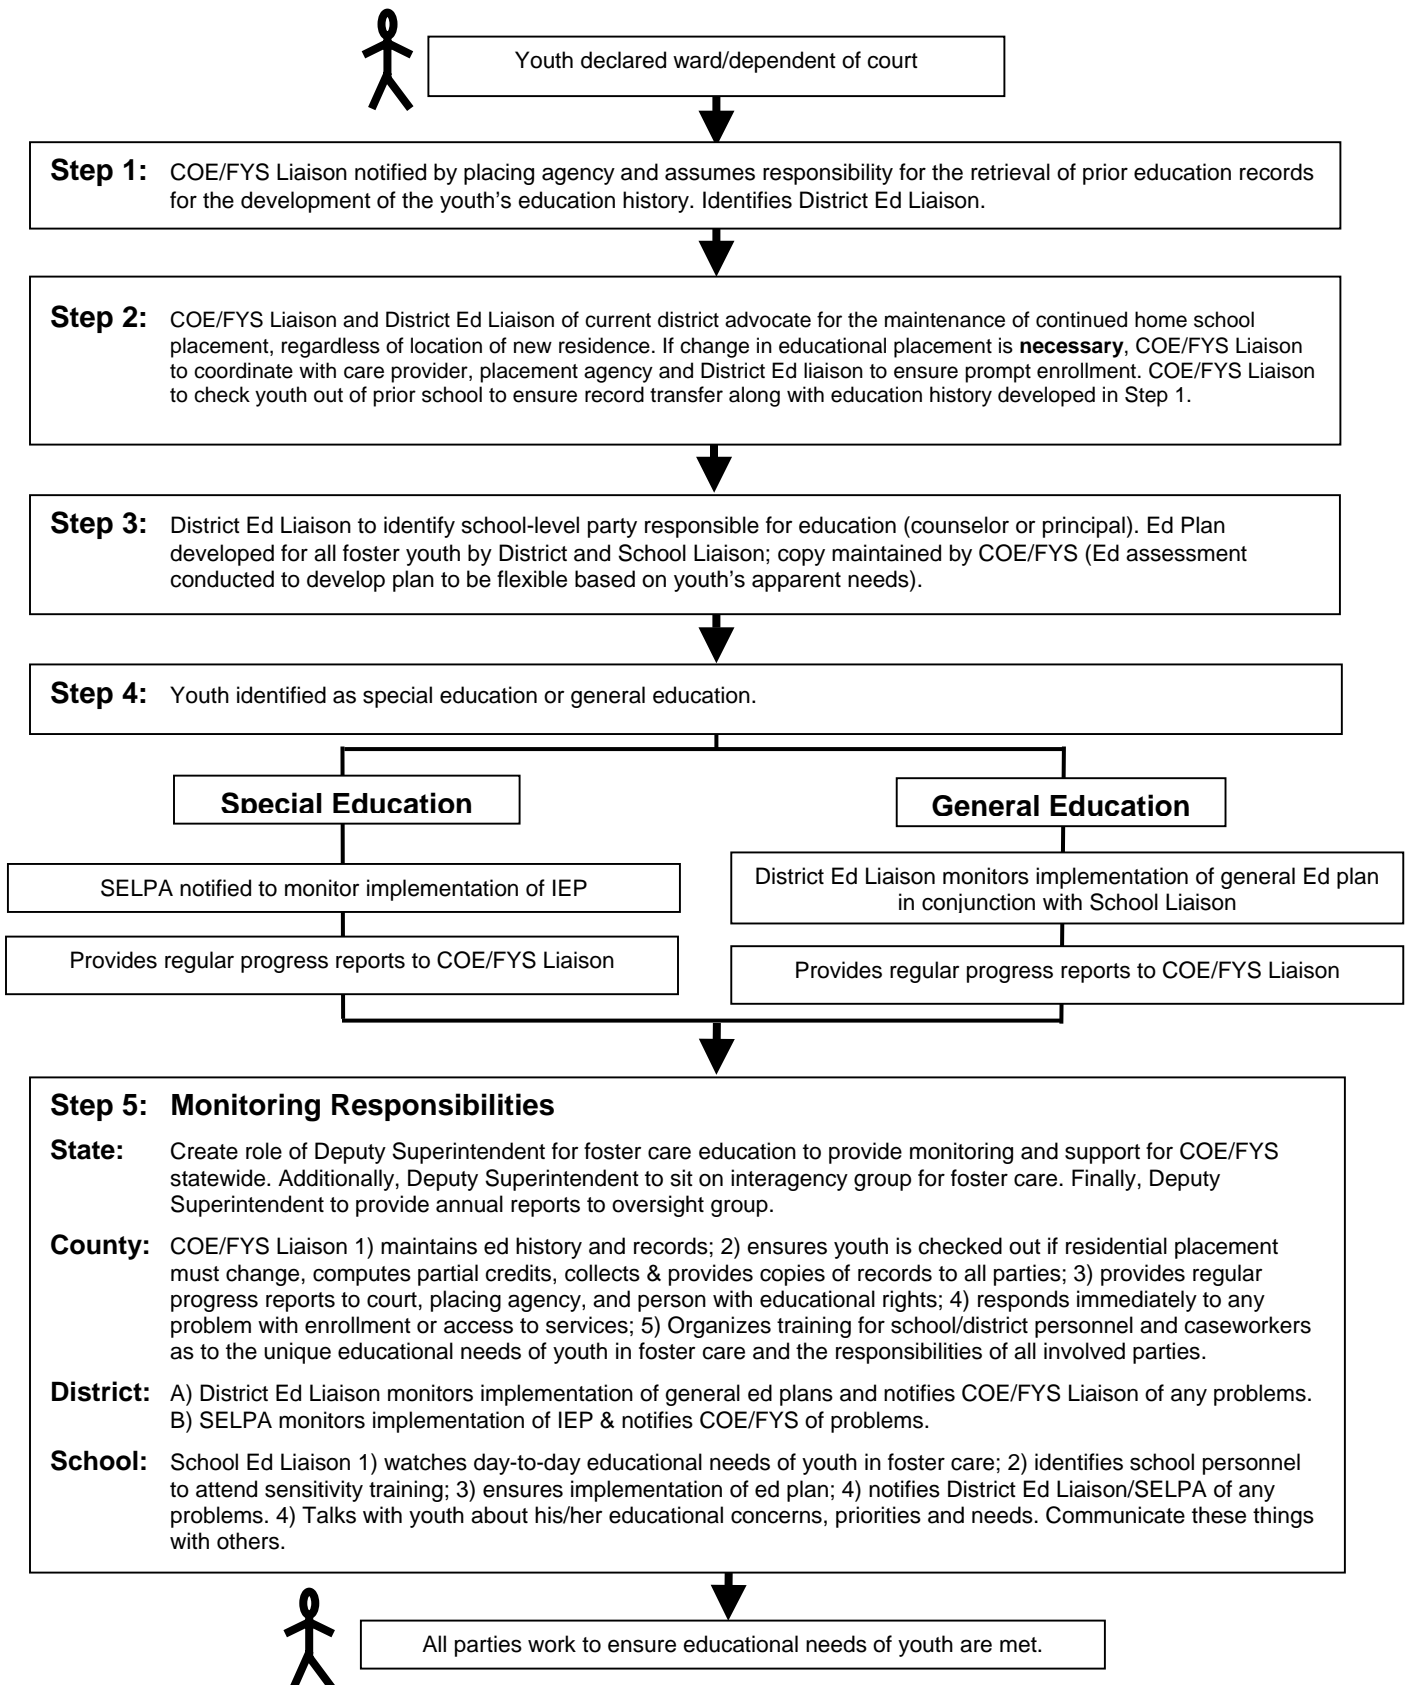 Youth declared ward/dependent of court
Step 1: COE/FYS Liaison notified by placing agency and assumes responsibility for the retrieval of prior education records
for the development of the youth's education history. Identifies District Ed Liaison.
Step 2: COE/FYS Liaison and District Ed Liaison of current district advocate for the maintenance of continued home school
placement, regardless of location of new residence. If change in educational placement is necessary, COE/FYS Liaison
to coordinate with care provider, placement agency and District Ed liaison to ensure prompt enrollment. COE/FYS Liaison
to check youth out of prior school to ensure record transfer along with education history developed in Step 1.
Step 3: District Ed Liaison to identify school-level party responsible for education (counselor or principal). Ed Plan
developed for all foster youth by District and School Liaison; copy maintained by COE/FYS (Ed assessment
conducted to develop plan to be flexible based on youth's apparent needs).
Step 4: Youth identified as special education or general education.
Special Education
General Education
SELPA notified to monitor implementation of IEP
Provides regular progress reports to COE/FYS Liaison
District Ed Liaison monitors implementation of general Ed plan
in conjunction with School Liaison
Provides regular progress reports to COE/FYS Liaison
Step 5: Monitoring Responsibilities
State: Create role of Deputy Superintendent for foster care education to provide monitoring and support for COE/FYS
statewide. Additionally, Deputy Superintendent to sit on interagency group for foster care. Finally, Deputy
Superintendent to provide annual reports to oversight group.
County: COE/FYS Liaison 1) maintains ed history and records; 2) ensures youth is checked out if residential placement
must change, computes partial credits, collects & provides copies of records to all parties; 3) provides regular
progress reports to court, placing agency, and person with educational rights; 4) responds immediately to any
problem with enrollment or access to services; 5) Organizes training for school/district personnel and caseworkers
as to the unique educational needs of youth in foster care and the responsibilities of all involved parties.
District: A) District Ed Liaison monitors implementation of general ed plans and notifies COE/FYS Liaison of any problems.
B) SELPA monitors implementation of IEP & notifies COE/FYS of problems.
School: School Ed Liaison 1) watches day-to-day educational needs of youth in foster care; 2) identifies school personnel
to attend sensitivity training; 3) ensures implementation of ed plan; 4) notifies District Ed Liaison/SELPA of any
problems. 4) Talks with youth about his/her educational concerns, priorities and needs. Communicate these things
with others.
All parties work to ensure educational needs of youth are met.